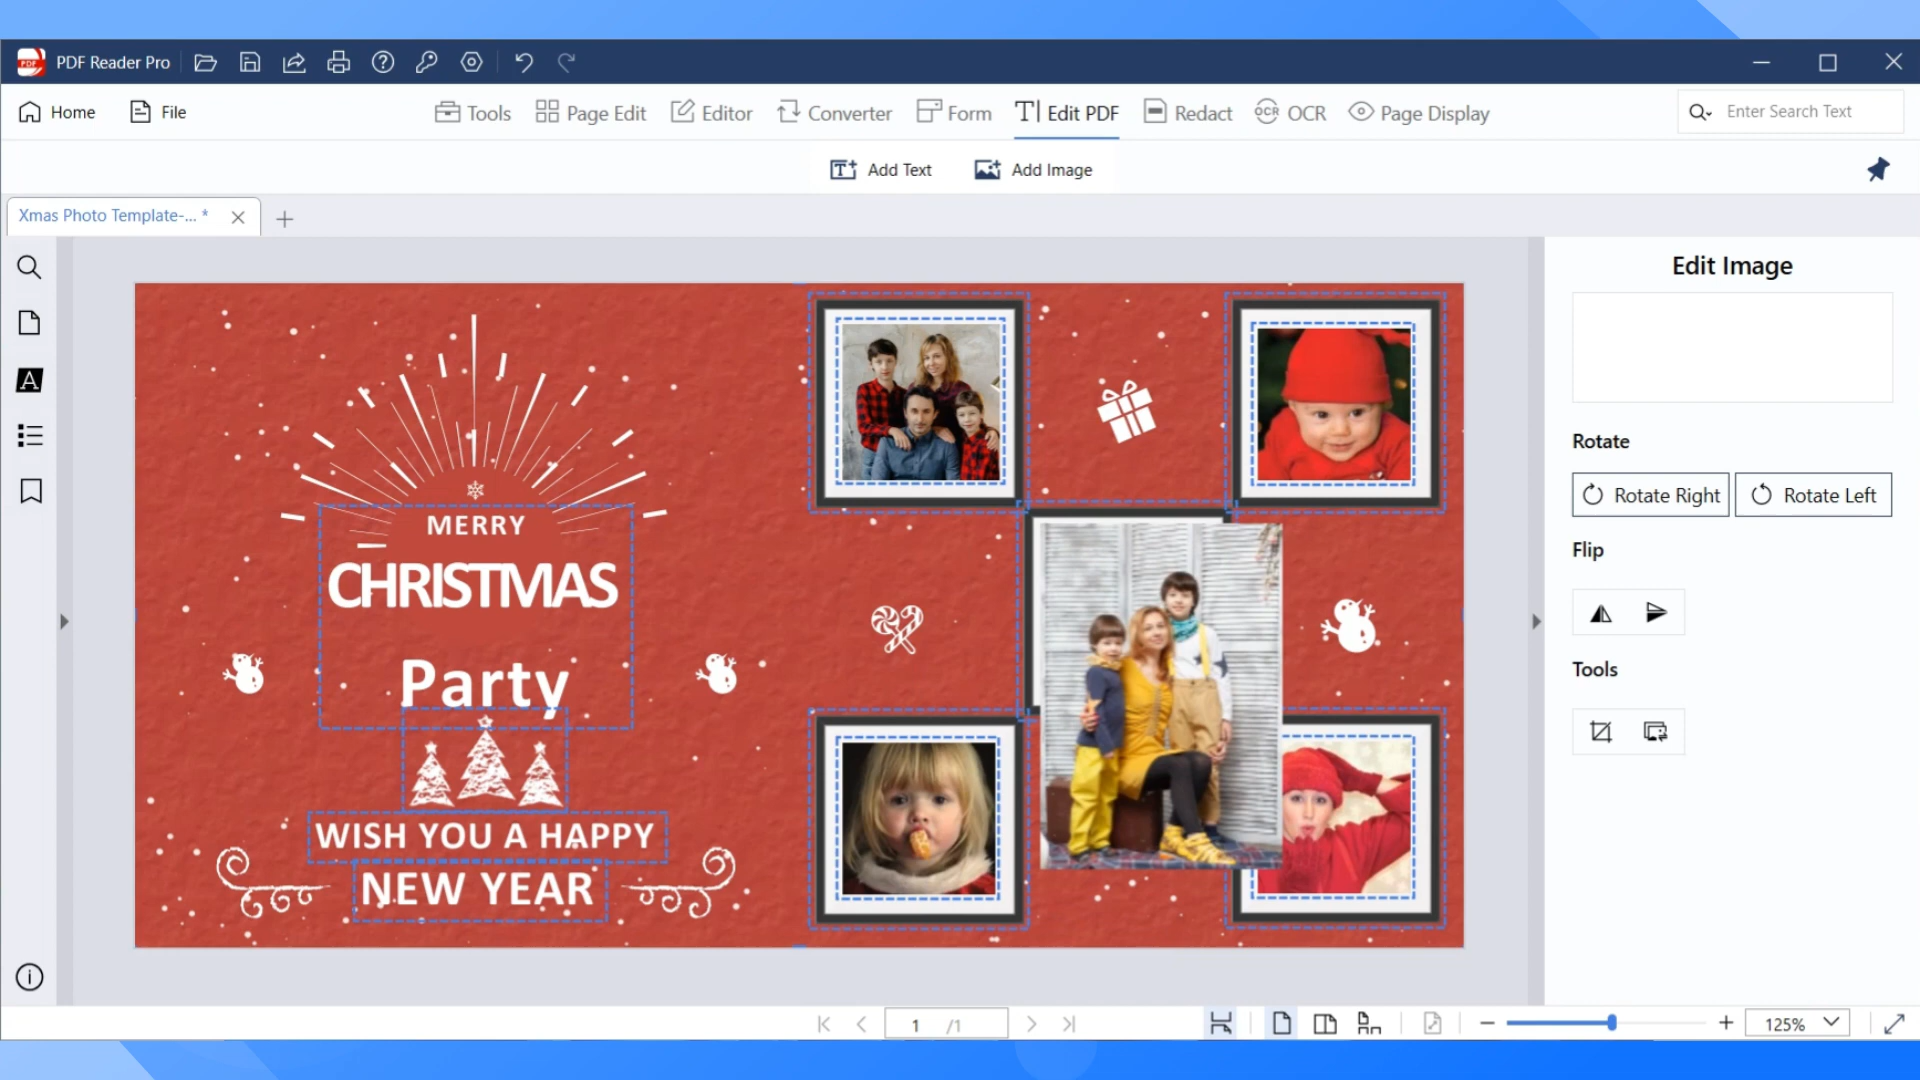 PDF Reader Pro
Home
File
Tools
Page Edit
Editor
Converter
Form
Edit PDF
OCR
Redact
OCR
Page Display
Enter Search Text
Add Text
Add Image
Xmas Photo Template-... *
Edit Image
MERRY
CHRISTMAS
Party
WISH YOU A HAPPY
NEW YEAR
Rotate
Rotate Right
Rotate Left
Flip
Tools
1 /1
125%